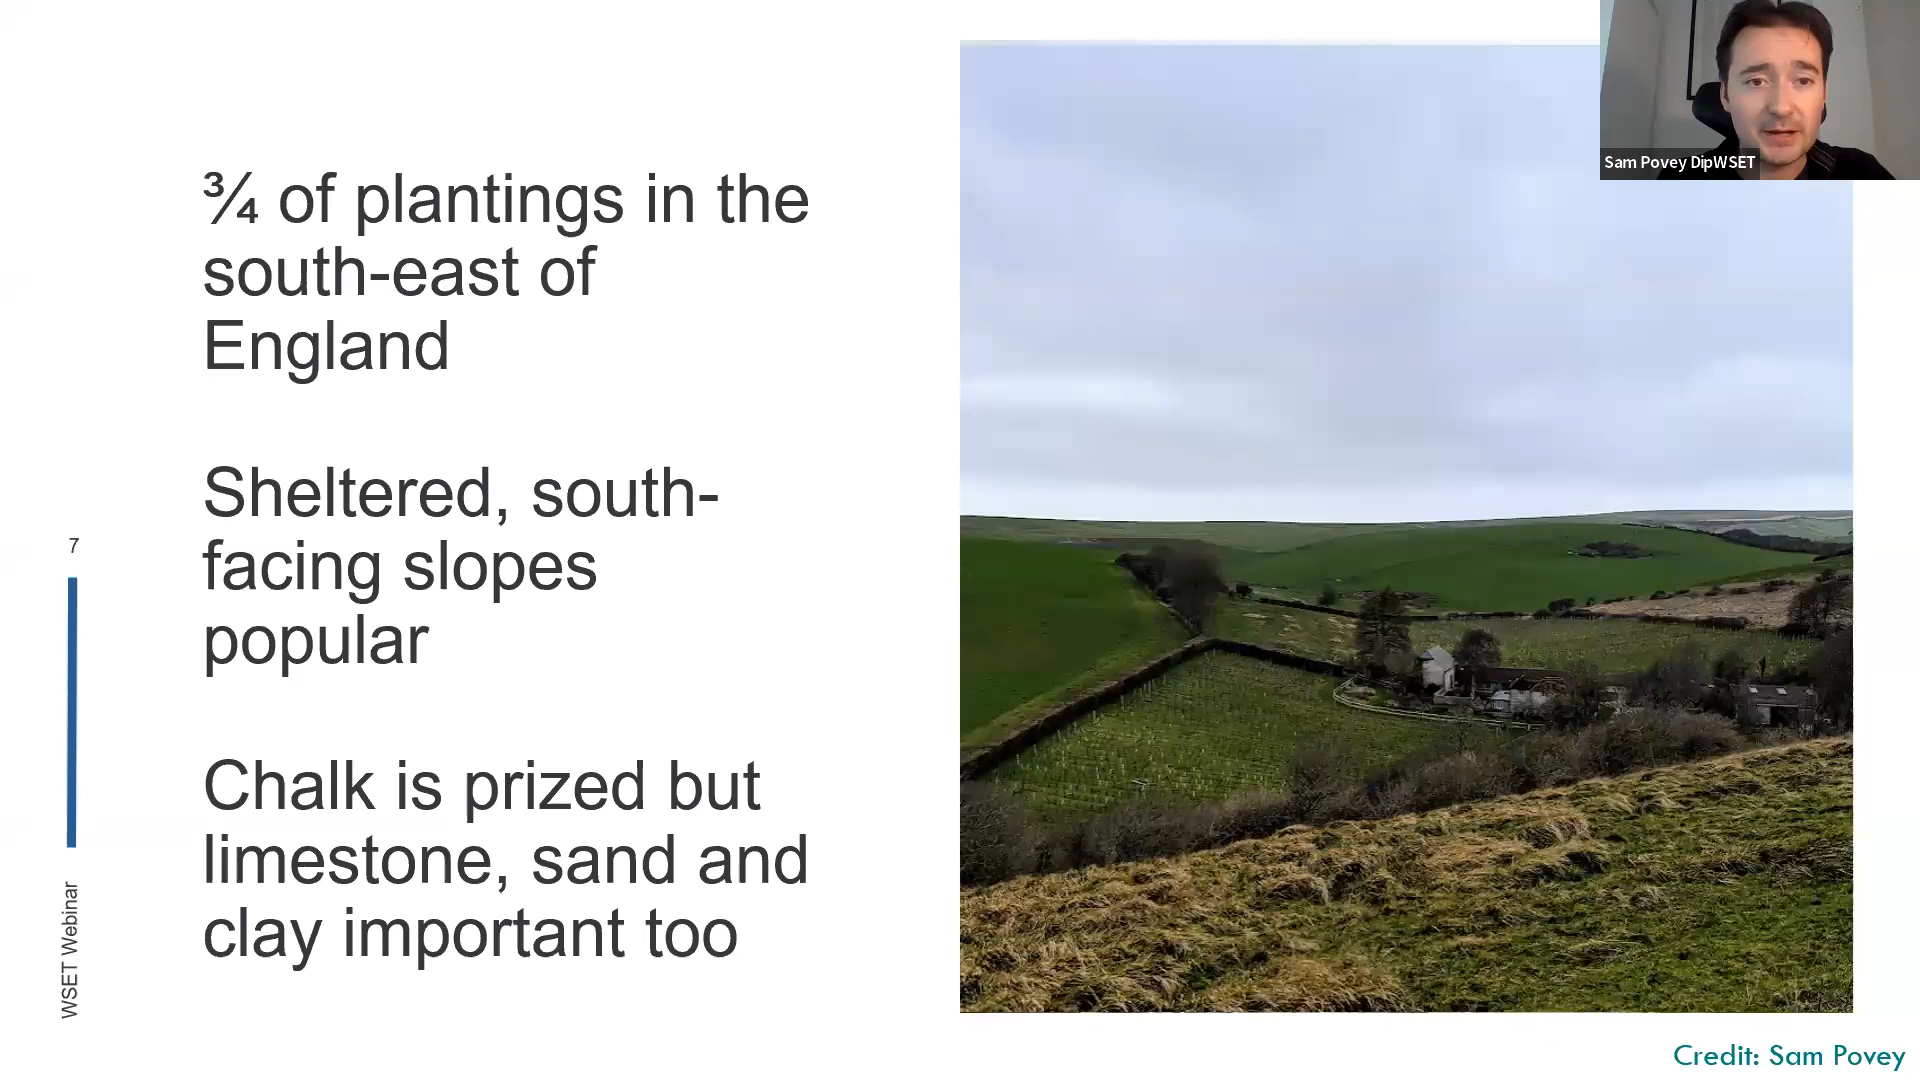 ¾ of plantings in the
south-east of
England
Sheltered, south-
facing slopes
popular
Chalk is prized but
limestone, sand and
clay important too
7
WSET Webinar
Sam Povey DipWSET
Credit: Sam Povey